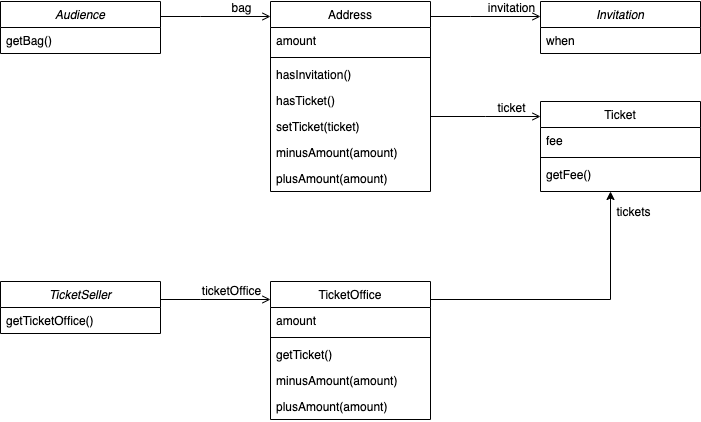 Audience
getBag()
bag
Address
amount
hasInvitation()
hasTicket()
setTicket(ticket)
minusAmount(amount)
plusAmount(amount)
invitation
Invitation
when
ticket
Ticket
fee
getFee()
tickets
TicketSeller
getTicketOffice()
ticketOffice
TicketOffice
amount
getTicket()
minusAmount(amount)
plusAmount(amount)